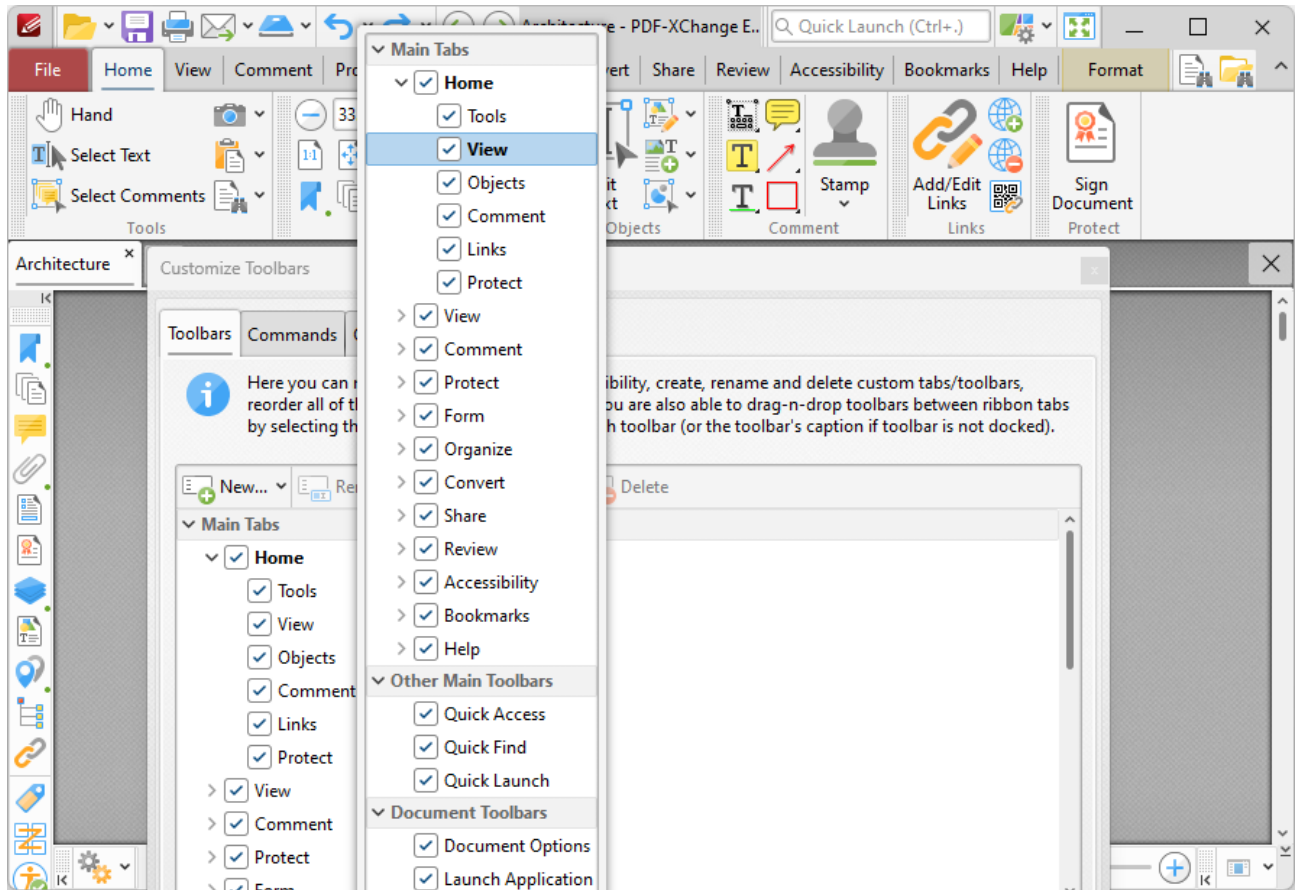 Architecture - PDF-XChange E..
Quick Launch (Ctrl+.)
File Home View Comment Share Review Accessibility Bookmarks Help Format
Hand
33
Select Text
1:1
Select Comments
Stamp
Add/Edit
Links
Sign
Document
Tools
Comment
Links
Protect
Architecture
Main Tabs
Home
Tools
View
Objects
Comment
Links
Protect
View
Comment
Protect
Form
Organize
Convert
Share
Review
Accessibility
Bookmarks
Help
Other Main Toolbars
Quick Access
Quick Find
Quick Launch
Document Toolbars
Document Options
Launch Application
Customize Toolbars
Toolbars Commands
Here you can create, rename and delete custom tabs/toolbars,
reorder all of are also able to drag-n-drop toolbars between ribbon tabs
by selecting toolbar (or the toolbar's caption if toolbar is not docked).
New... Delete
Main Tabs
Home
Tools
View
Objects
Comment
Links
Protect
View
Comment
Protect
Form